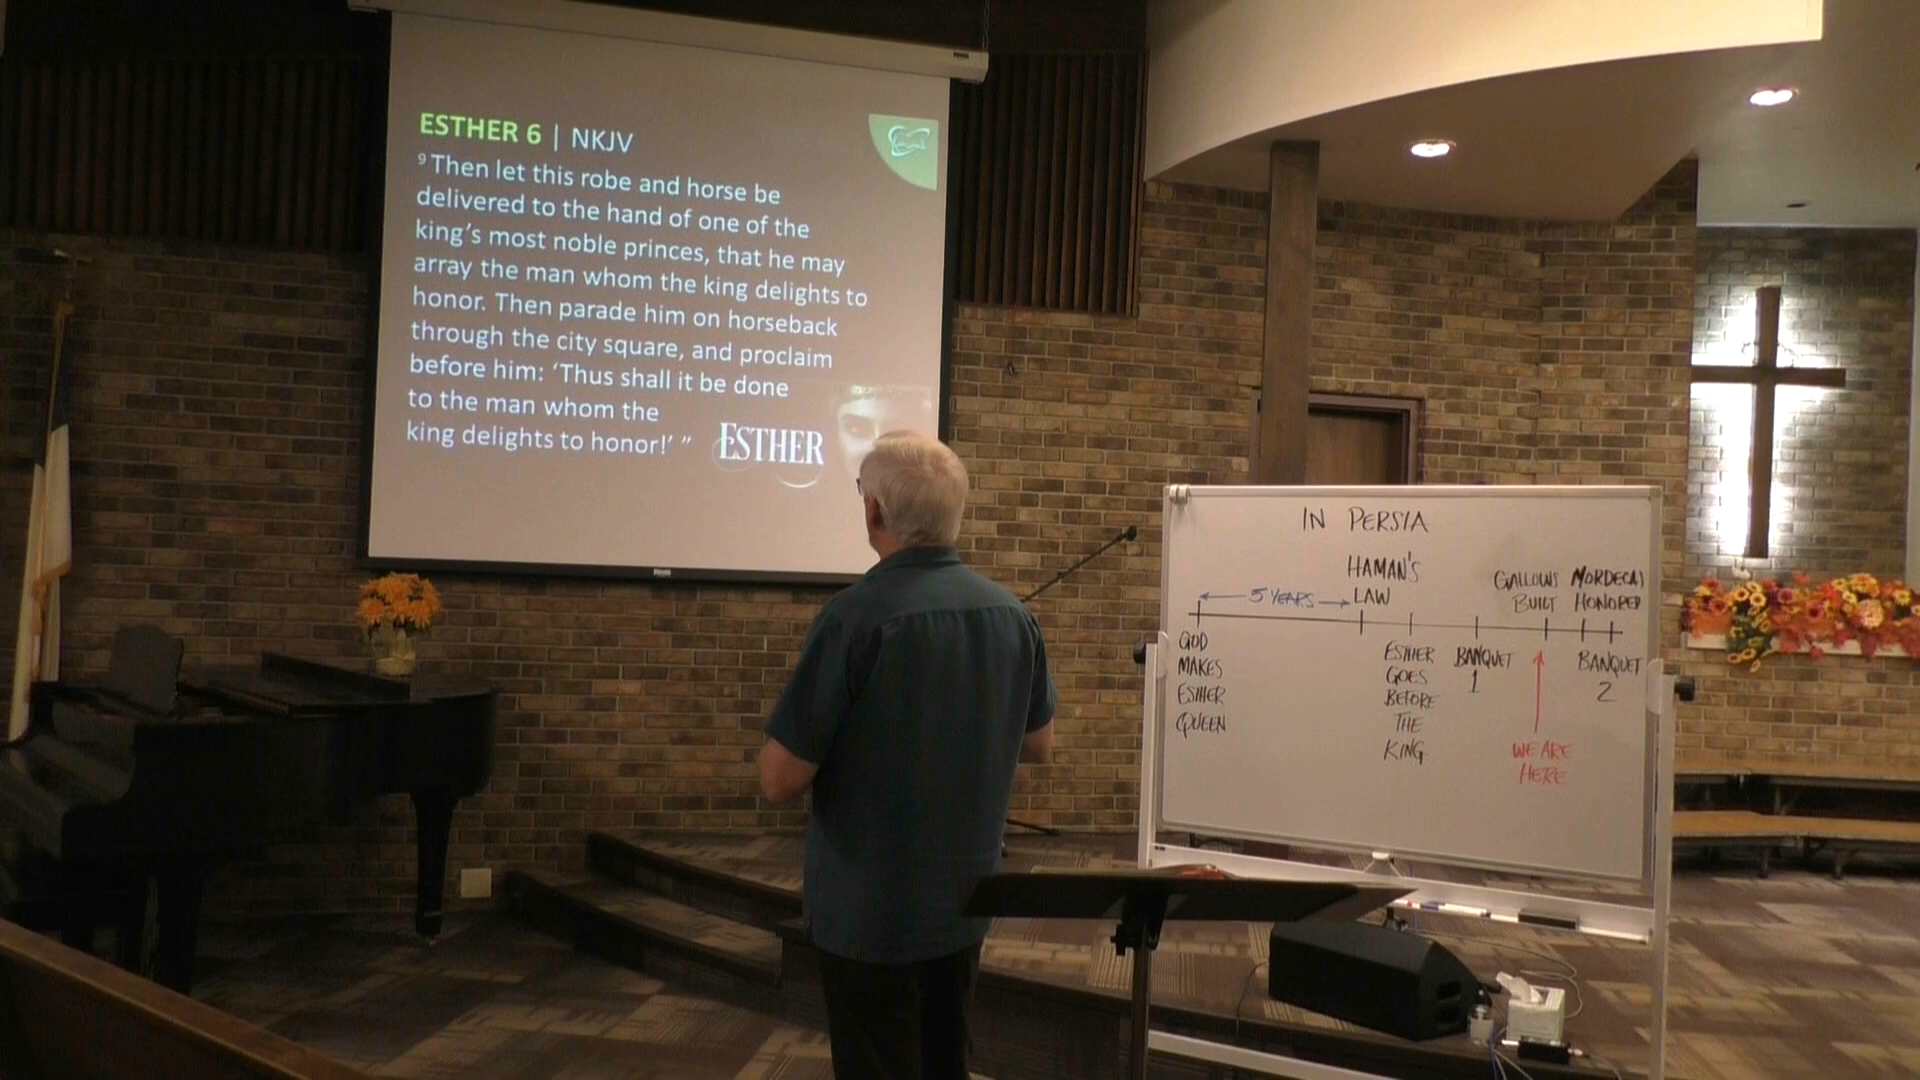 ESTHER 6 | NKJV
9 Then let this robe and horse be
delivered to the hand of one of the
king's most noble princes, that he may
array the man whom the king delights to
honor. Then parade him on horseback
through the city square, and proclaim
before him: 'Thus shall it be done
to the man whom the
king delights to honor!' "
ESTHER
IN PERSIA
HAMAN'S
LAW
5 YEARS
GALLOWS
BUILT
MORDECAI
HONORED
GOD
MAKES
ESTHER
QUEEN
ESTHER
GOES
BEFORE
THE
KING
BANQUET
1
BANQUET
2
WE ARE
HERE